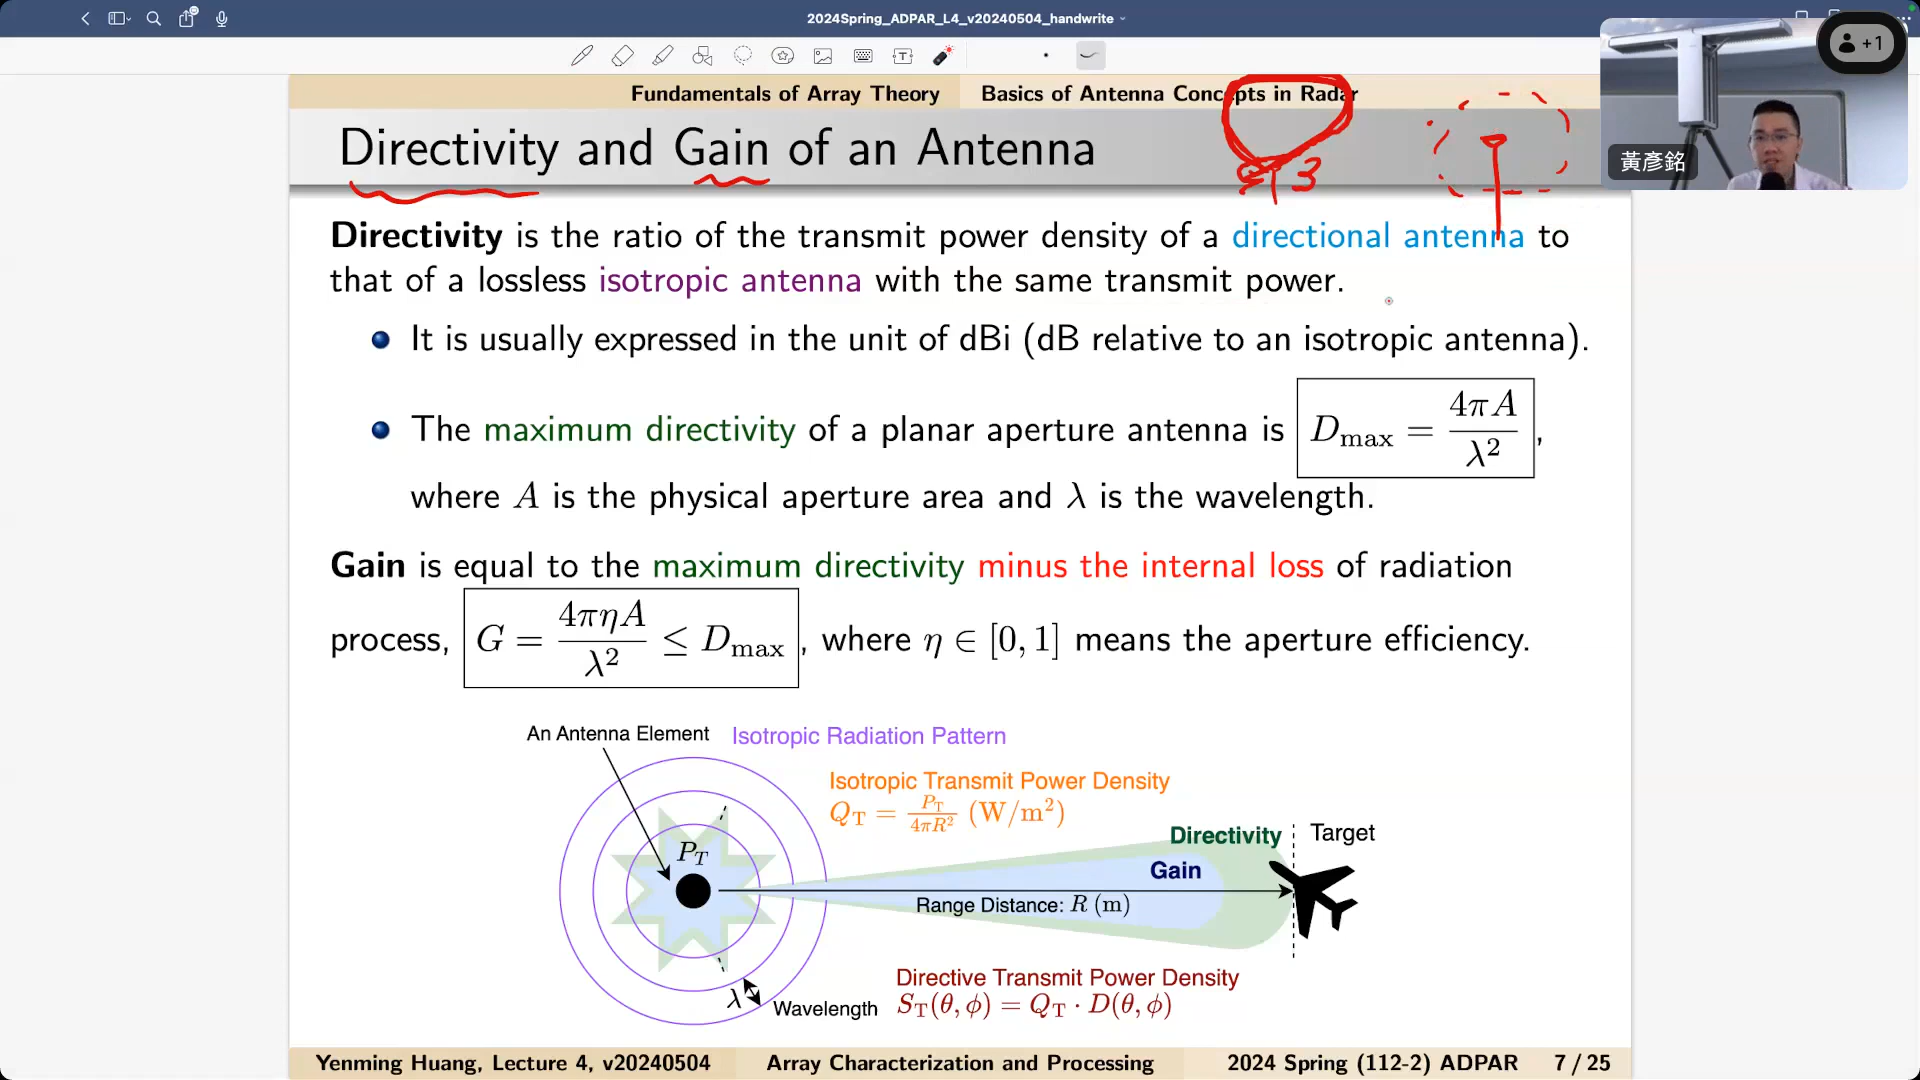 2024Spring_ADPAR_L4_v20240504_handwrite
+1
黃彥銘
Fundamentals of Array Theory
Basics of Antenna Concepts in Radar
Directivity and Gain of an Antenna
Directivity is the ratio of the transmit power density of a directional antenna to
that of a lossless isotropic antenna with the same transmit power.
It is usually expressed in the unit of dBi (dB relative to an isotropic antenna).
The maximum directivity of a planar aperture antenna is D_max = 4πA/λ²,
where A is the physical aperture area and λ is the wavelength.
Gain is equal to the maximum directivity minus the internal loss of radiation
process, G = 4πηA/λ² ≤ D_max, where η ∈ [0, 1] means the aperture efficiency.
An Antenna Element
Isotropic Radiation Pattern
Isotropic Transmit Power Density
Q_T = P_T/4πR² (W/m²)
Directivity
Target
P_T
Gain
Range Distance: R (m)
Directive Transmit Power Density
λ
Wavelength
S_T(θ, ϕ) = Q_T · D(θ, ϕ)
Yenming Huang, Lecture 4, v20240504
Array Characterization and Processing
2024 Spring (112-2) ADPAR
7 / 25